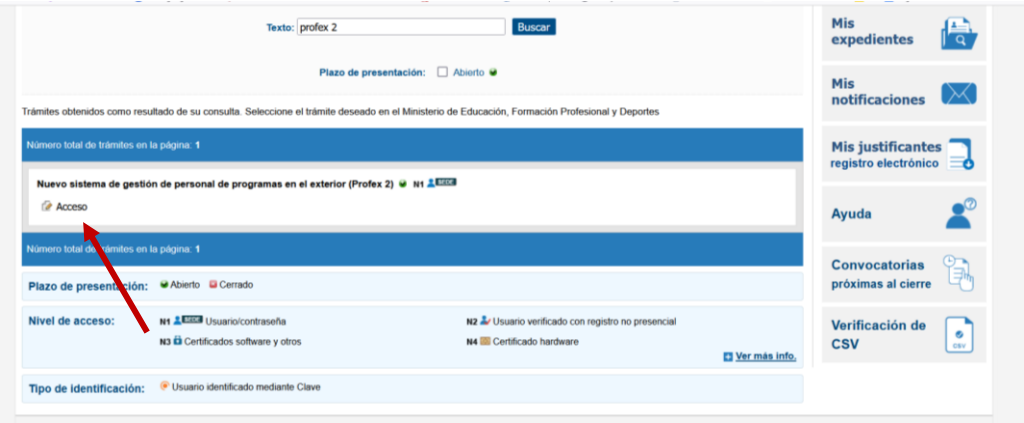 Texto: profex 2 Buscar
Plazo de presentación: Abierto
Trámites obtenidos como resultado de su consulta. Seleccione el trámite deseado en el Ministerio de Educación, Formación Profesional y Deportes
Número total de trámites en la página: 1
Nuevo sistema de gestión de personal de programas en el exterior (Profex 2) N1 SEDE
Acceso
Número total de trámites en la página: 1
Plazo de presentación: Abierto Cerrado
Nivel de acceso: N1 SEDE Usuario/contraseña N2 Usuario verificado con registro no presencial
N3 Certificados software y otros N4 Certificado hardware
Ver más info.
Tipo de identificación: Usuario identificado mediante Clave
Mis
expedientes
Mis
notificaciones
Mis justificantes
registro electrónico
Ayuda
Convocatorias
próximas al cierre
Verificación de
CSV
CSV